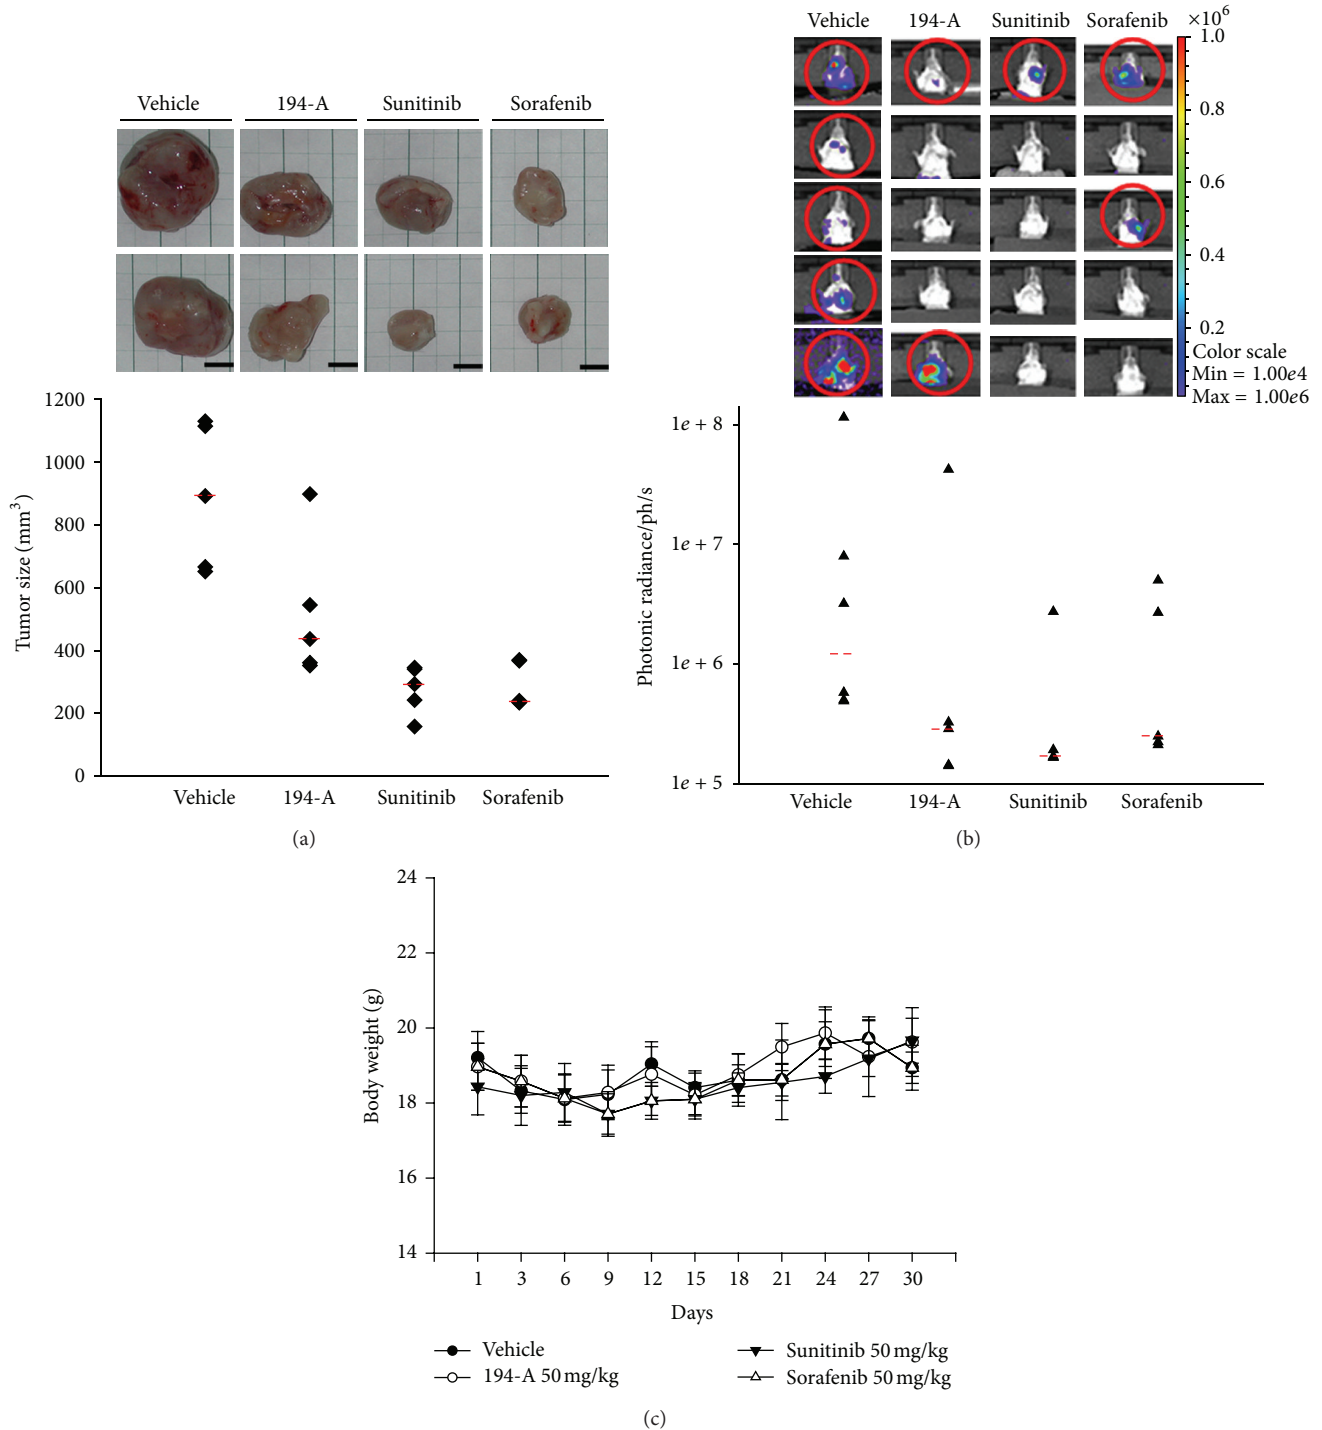 Vehicle 194-A Sunitinib Sorafenib
1200
1000
800
600
400
200
0
Tumor size (mm³)
Vehicle 194-A Sunitinib Sorafenib
(a)
Vehicle 194-A Sunitinib Sorafenib
×10⁶
1.0
0.8
0.6
0.4
0.2
Color scale
Min = 1.00e4
Max = 1.00e6
1e + 8
1e + 7
1e + 6
1e + 5
Photonic radiance/ph/s
Vehicle 194-A Sunitinib Sorafenib
(b)
24
22
20
18
16
14
Body weight (g)
1 3 6 9 12 15 18 21 24 27 30
Days
Vehicle
194-A 50 mg/kg
Sunitinib 50 mg/kg
Sorafenib 50 mg/kg
(c)